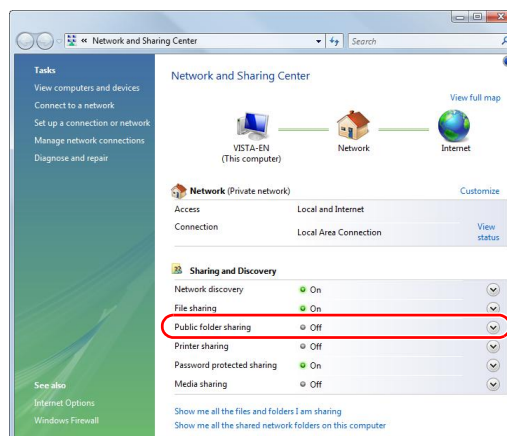 « Network and Sharing Center
Search
Tasks
View computers and devices
Connect to a network
Set up a connection or network
Manage network connections
Diagnose and repair
See also
Internet Options
Windows Firewall
Network and Sharing Center
View full map
VISTA-EN
(This computer)
Network
Internet
Network (Private network)
Customize
Access Local and Internet
Connection Local Area Connection
View
status
Sharing and Discovery
Network discovery On
File sharing On
Public folder sharing Off
Printer sharing Off
Password protected sharing On
Media sharing Off
Show me all the files and folders I am sharing
Show me all the shared network folders on this computer